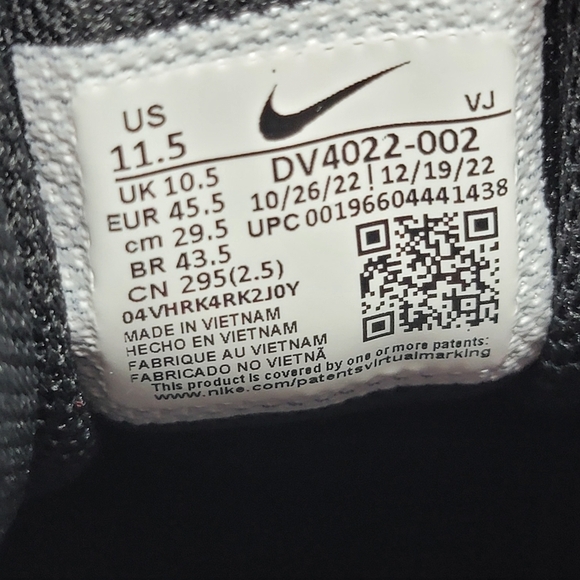 US
VJ
11.5
DV4022-002
UK 10.5
10/26/22 | 12/19/22
EUR 45.5
UPC 00196604441438
cm 29.5
BR 43.5
CN 295(2.5)
04VHRK4RK2J0Y
MADE IN VIETNAM
HECHO EN VIETNAM
FABRIQUE AU VIETNAM
FABRICADO NO VIETNÃ
This product is covered by one or more patents:
www.nike.com/patentsvirtualmarking